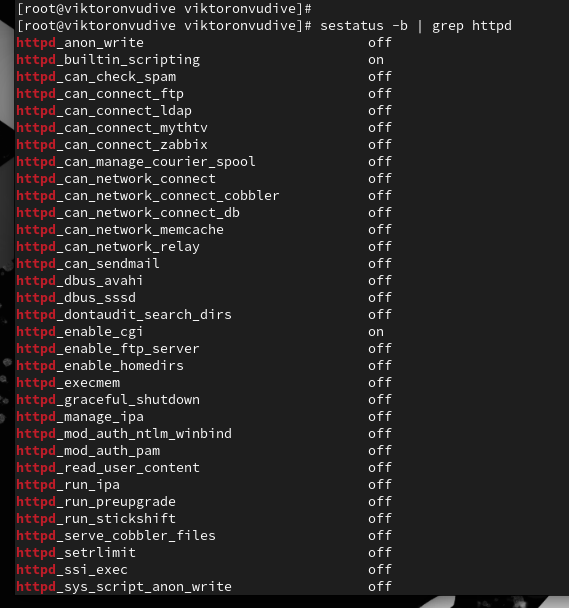 [root@viktoronvudive viktoronvudive]#
[root@viktoronvudive viktoronvudive]# sestatus -b | grep httpd
httpd_anon_write off
httpd_builtin_scripting on
httpd_can_check_spam off
httpd_can_connect_ftp off
httpd_can_connect_ldap off
httpd_can_connect_mythtv off
httpd_can_connect_zabbix off
httpd_can_manage_courier_spool off
httpd_can_network_connect off
httpd_can_network_connect_cobbler off
httpd_can_network_connect_db off
httpd_can_network_memcache off
httpd_can_network_relay off
httpd_can_sendmail off
httpd_dbus_avahi off
httpd_dbus_sssd off
httpd_dontaudit_search_dirs off
httpd_enable_cgi on
httpd_enable_ftp_server off
httpd_enable_homedirs off
httpd_execmem off
httpd_graceful_shutdown off
httpd_manage_ipa off
httpd_mod_auth_ntlm_winbind off
httpd_mod_auth_pam off
httpd_read_user_content off
httpd_run_ipa off
httpd_run_preupgrade off
httpd_run_stickshift off
httpd_serve_cobbler_files off
httpd_setrlimit off
httpd_ssi_exec off
httpd_sys_script_anon_write off